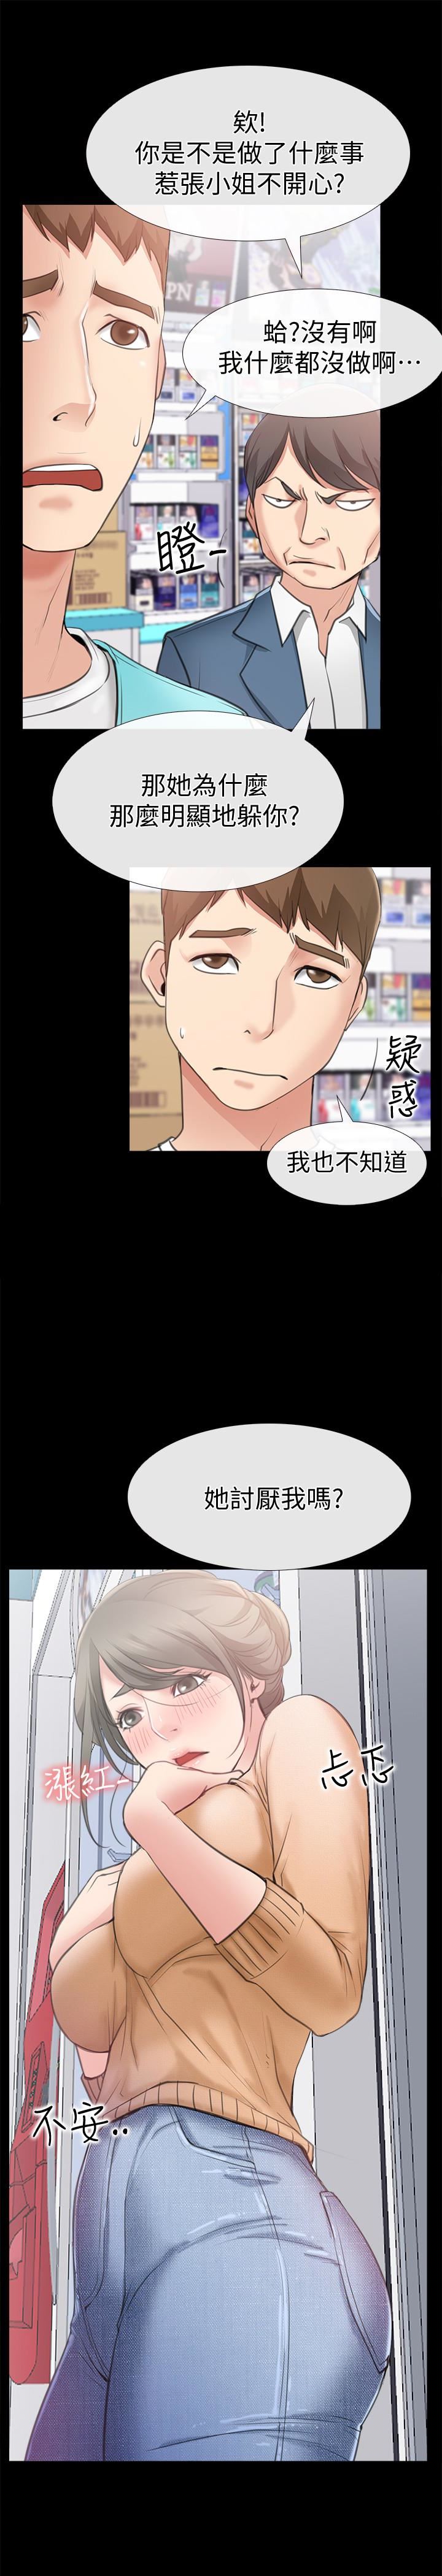 欸!
你是不是做了什麼事
惹張小姐不開心?
蛤?沒有啊
我什麼都沒做啊…
瞪-
那她為什麼
那麼明顯地躲你?
疑惑
我也不知道
她討厭我嗎?
漲紅-
忐忑
不安..